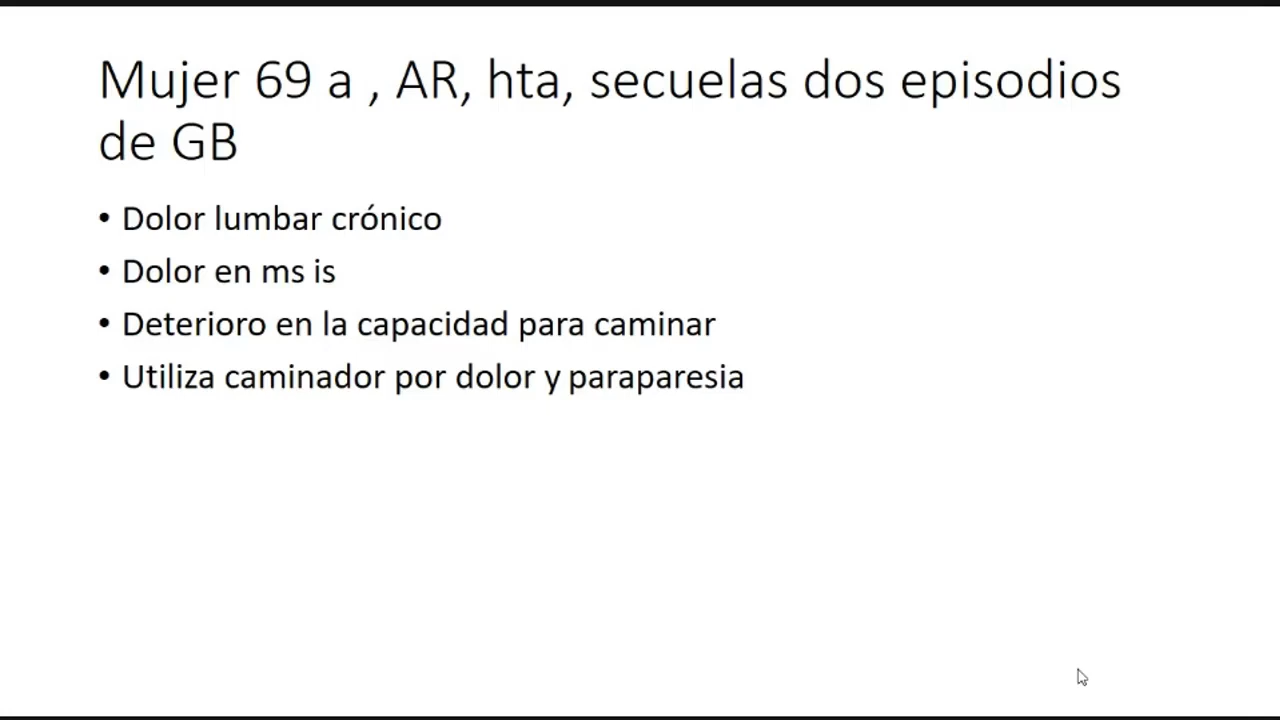 Mujer 69 a , AR, hta, secuelas dos episodios
de GB
• Dolor lumbar crónico
• Dolor en ms is
• Deterioro en la capacidad para caminar
• Utiliza caminador por dolor y paraparesia